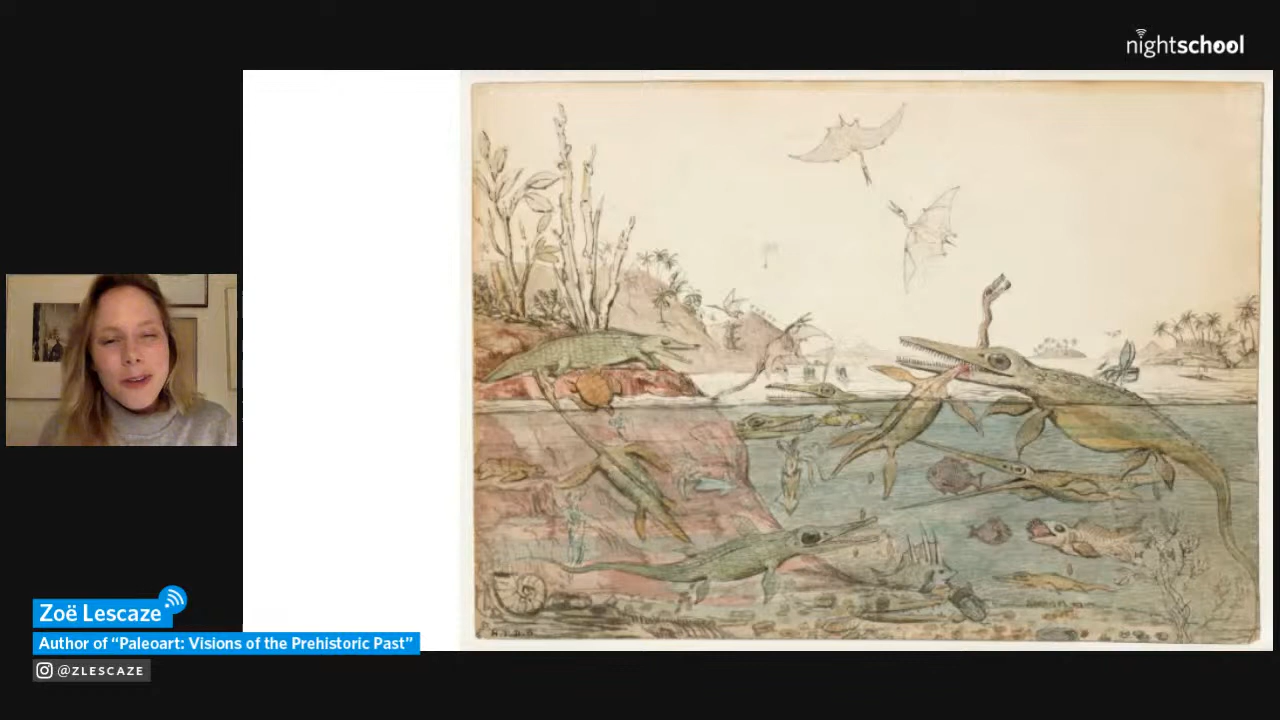 nightschool
Zoë Lescaze
Author of “Paleoart: Visions of the Prehistoric Past”
@ZLESCAZE